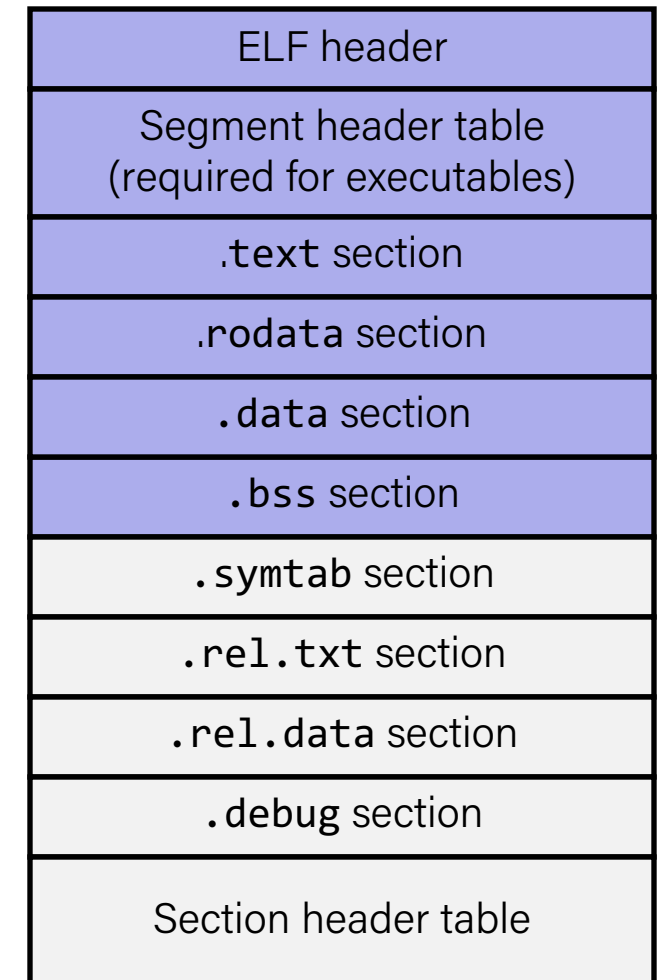 ELF header
Segment header table
(required for executables)
.text section
.rodata section
.data section
.bss section
.symtab section
.rel.txt section
.rel.data section
.debug section
Section header table